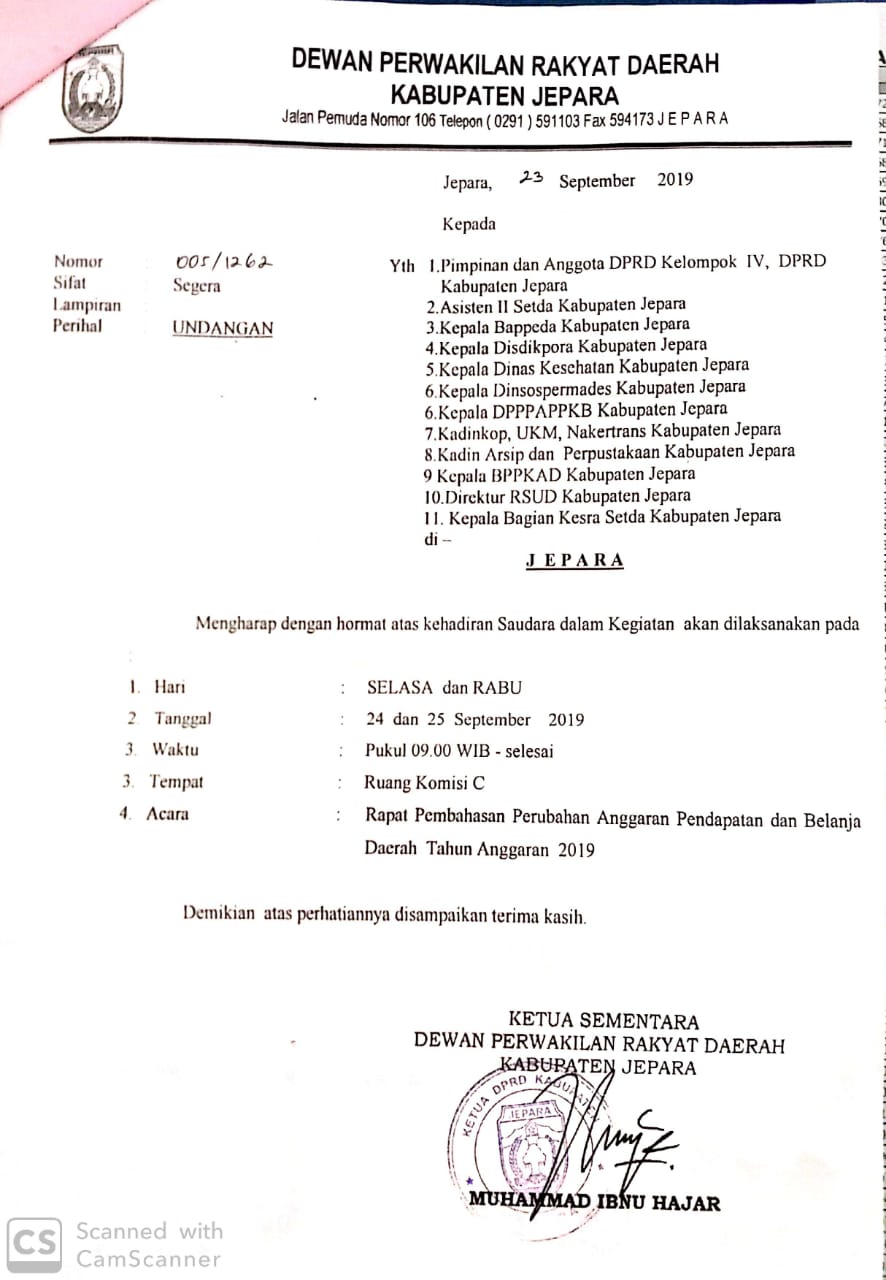 DEWAN PERWAKILAN RAKYAT DAERAH
KABUPATEN JEPARA
Jalan Pemuda Nomor 106 Telepon ( 0291 ) 591103 Fax 594173 J E P A R A
Jepara, 23 September 2019
Kepada
Nomor : 005/1262
Sifat : Segera
Lampiran :
Perihal : UNDANGAN
Yth 1.Pimpinan dan Anggota DPRD Kelompok IV, DPRD
Kabupaten Jepara
2.Asisten II Setda Kabupaten Jepara
3.Kepala Bappeda Kabupaten Jepara
4.Kepala Disdikpora Kabupaten Jepara
5.Kepala Dinas Kesehatan Kabupaten Jepara
6.Kepala Dinsospermades Kabupaten Jepara
6.Kepala DPPPAPPKB Kabupaten Jepara
7.Kadinkop, UKM, Nakertrans Kabupaten Jepara
8.Kadin Arsip dan Perpustakaan Kabupaten Jepara
9 Kepala BPPKAD Kabupaten Jepara
10.Direktur RSUD Kabupaten Jepara
11. Kepala Bagian Kesra Setda Kabupaten Jepara
di –
J E P A R A
Mengharap dengan hormat atas kehadiran Saudara dalam Kegiatan akan dilaksanakan pada
:
1. Hari : SELASA dan RABU
2. Tanggal : 24 dan 25 September 2019
3. Waktu : Pukul 09.00 WIB - selesai
3. Tempat : Ruang Komisi C
4. Acara : Rapat Pembahasan Perubahan Anggaran Pendapatan dan Belanja
Daerah Tahun Anggaran 2019
Demikian atas perhatiannya disampaikan terima kasih.
KETUA SEMENTARA
DEWAN PERWAKILAN RAKYAT DAERAH
KABUPATEN JEPARA
KETUA DPRD KABUPATEN
JEPARA
MUHAMMAD IBNU HAJAR
CS Scanned with
CamScanner